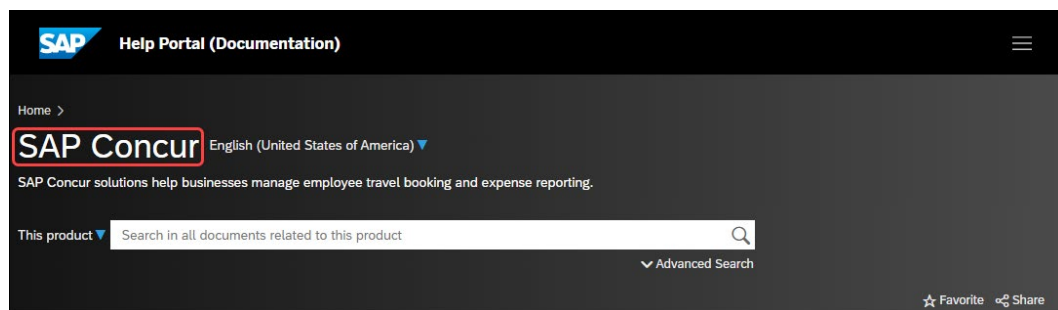 SAP Help Portal (Documentation)
Home >
SAP Concur English (United States of America)
SAP Concur solutions help businesses manage employee travel booking and expense reporting.
This product Search in all documents related to this product
Advanced Search
Favorite Share